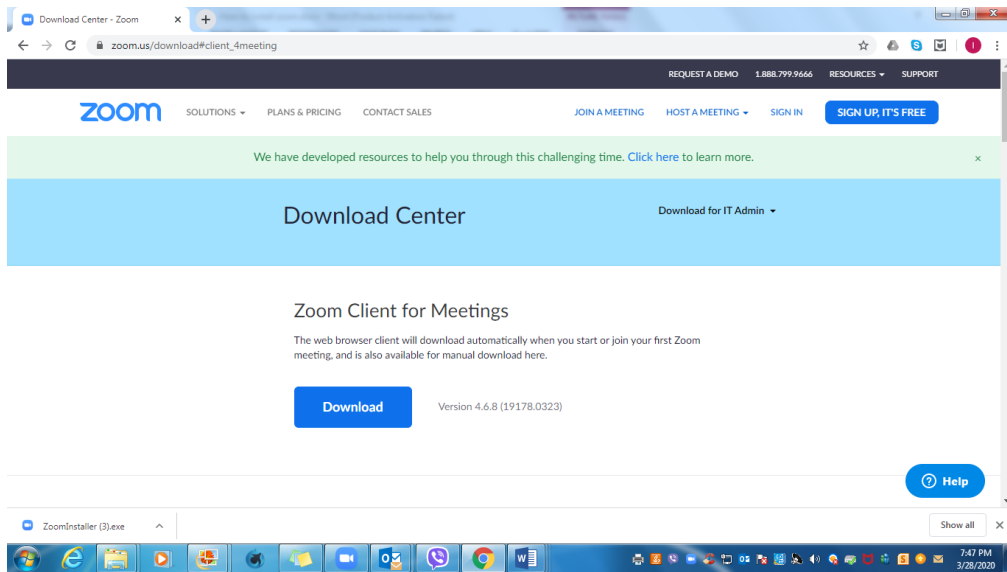 Download Center - Zoom
zoom.us/download#client_4meeting
REQUEST A DEMO 1.888.799.9666 RESOURCES SUPPORT
zoom SOLUTIONS PLANS & PRICING CONTACT SALES JOIN A MEETING HOST A MEETING SIGN IN SIGN UP, IT'S FREE
We have developed resources to help you through this challenging time. Click here to learn more.
Download Center Download for IT Admin
Zoom Client for Meetings
The web browser client will download automatically when you start or join your first Zoom
meeting, and is also available for manual download here.
Download Version 4.6.8 (19178.0323)
Help
ZoomInstaller (3).exe Show all
7:47 PM
3/28/2020